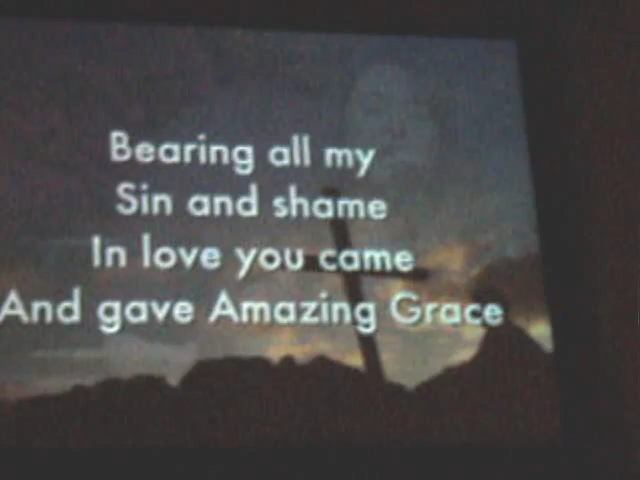 Bearing all my
Sin and shame
In love you came
And gave Amazing Grace